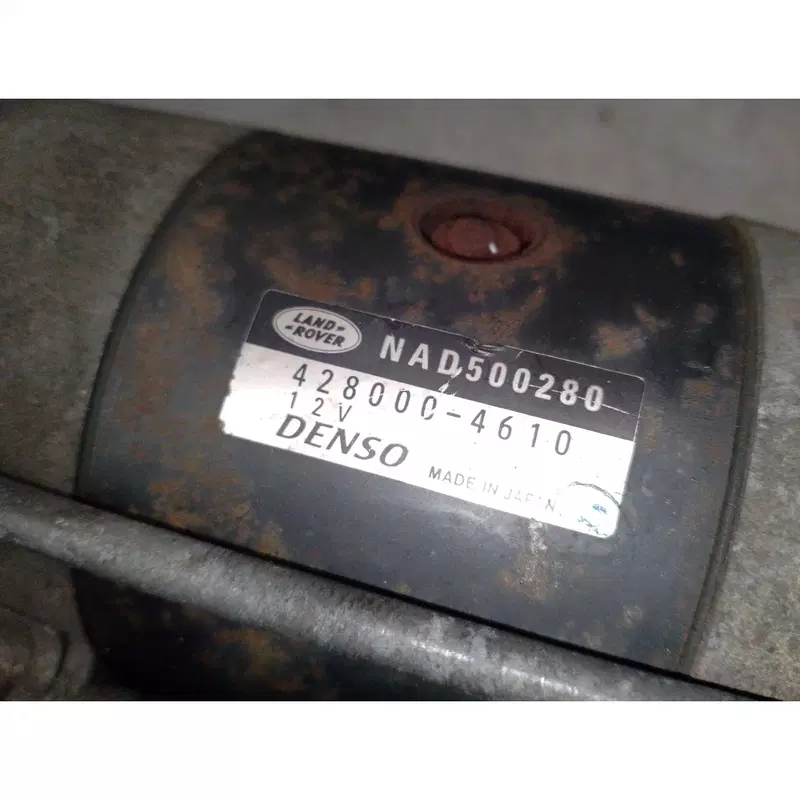 LAND-
-ROVER
NAD500280
428000-4610
12V
DENSO
MADE IN JAPAN